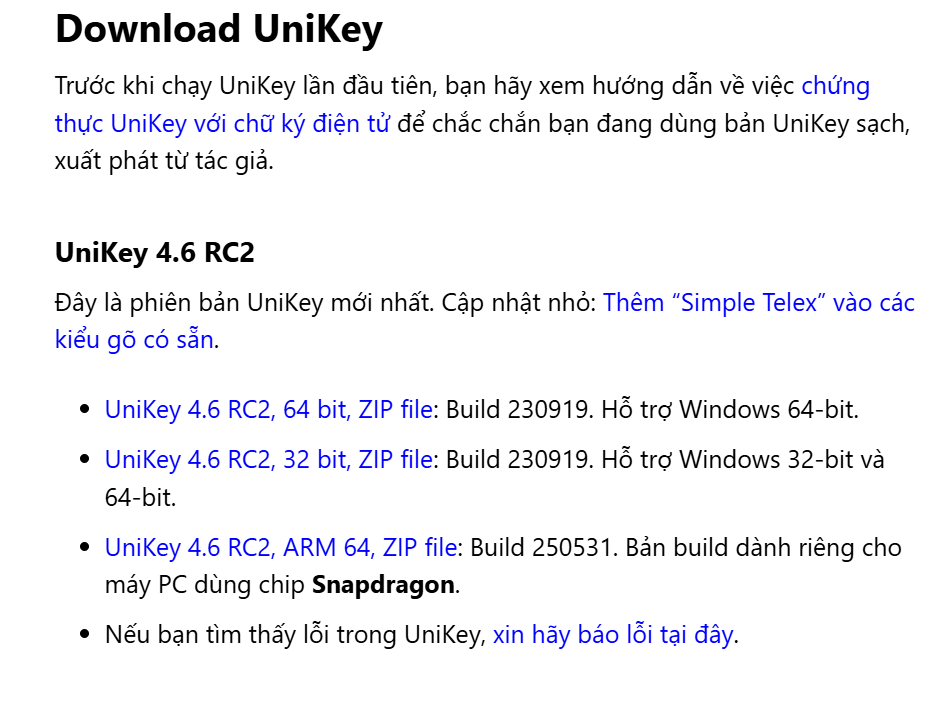 Download UniKey
Trước khi chạy UniKey lần đầu tiên, bạn hãy xem hướng dẫn về việc chứng
thực UniKey với chữ ký điện tử để chắc chắn bạn đang dùng bản UniKey sạch,
xuất phát từ tác giả.
UniKey 4.6 RC2
Đây là phiên bản UniKey mới nhất. Cập nhật nhỏ: Thêm “Simple Telex” vào các
kiểu gõ có sẵn.
• UniKey 4.6 RC2, 64 bit, ZIP file: Build 230919. Hỗ trợ Windows 64-bit.
• UniKey 4.6 RC2, 32 bit, ZIP file: Build 230919. Hỗ trợ Windows 32-bit và
64-bit.
• UniKey 4.6 RC2, ARM 64, ZIP file: Build 250531. Bản build dành riêng cho
máy PC dùng chip Snapdragon.
• Nếu bạn tìm thấy lỗi trong UniKey, xin hãy báo lỗi tại đây.